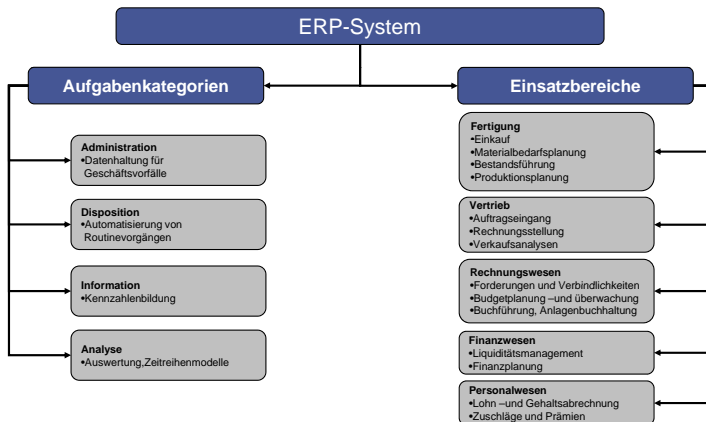 ERP-System
Aufgabenkategorien
Administration
•Datenhaltung für
Geschäftsvorfälle
Disposition
•Automatisierung von
Routinevorgängen
Information
•Kennzahlenbildung
Analyse
•Auswertung,Zeitreihenmodelle
Einsatzbereiche
Fertigung
•Einkauf
•Materialbedarfsplanung
•Bestandsführung
•Produktionsplanung
Vertrieb
•Auftragseingang
•Rechnungsstellung
•Verkaufsanalysen
Rechnungswesen
•Forderungen und Verbindlichkeiten
•Budgetplanung –und überwachung
•Buchführung, Anlagenbuchhaltung
Finanzwesen
•Liquiditätsmanagement
•Finanzplanung
Personalwesen
•Lohn –und Gehaltsabrechnung
•Zuschläge und Prämien